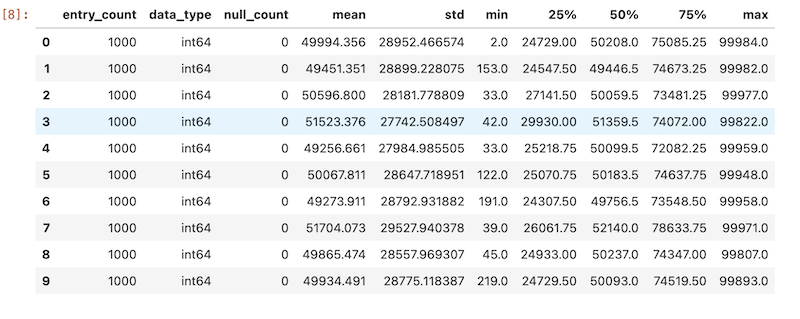 [8]: entry_count data_type null_count mean std min 25% 50% 75% max
0 1000 int64 0 49994.356 28952.466574 2.0 24729.00 50208.0 75085.25 99984.0
1 1000 int64 0 49451.351 28899.228075 153.0 24547.50 49446.5 74673.25 99982.0
2 1000 int64 0 50596.800 28181.778809 33.0 27141.50 50059.5 73481.25 99977.0
3 1000 int64 0 51523.376 27742.508497 42.0 29930.00 51359.5 74072.00 99822.0
4 1000 int64 0 49256.661 27984.985505 33.0 25218.75 50099.5 72082.25 99959.0
5 1000 int64 0 50067.811 28647.718951 122.0 25070.75 50183.5 74637.75 99948.0
6 1000 int64 0 49273.911 28792.931882 191.0 24307.50 49756.5 73548.50 99958.0
7 1000 int64 0 51704.073 29527.940378 39.0 26061.75 52140.0 78633.75 99971.0
8 1000 int64 0 49865.474 28557.969307 45.0 24933.00 50237.0 74347.00 99807.0
9 1000 int64 0 49934.491 28775.118387 219.0 24729.50 50093.0 74519.50 99893.0